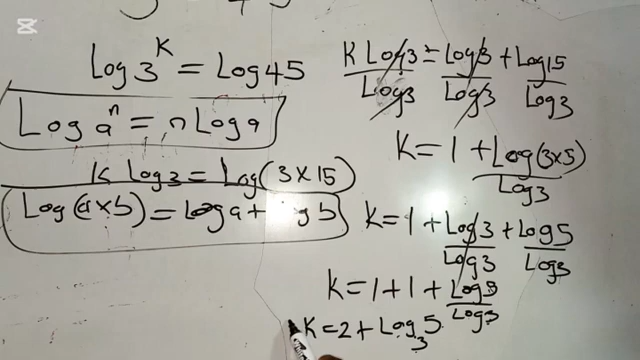 Log 3^K = Log 45
Log a^n = n Log a
K Log 3 = Log (3 x 15)
Log (a x b) = Log a + g b
K Log 3 / Log 3 = Log 3 / Log 3 + Log 15 / Log 3
K = 1 + Log (3 x 5) / Log 3
K = 1 + Log 3 / Log 3 + Log 5 / Log 3
K = 1 + 1 + Log 5 / Log 3
K = 2 + Log₃ 5